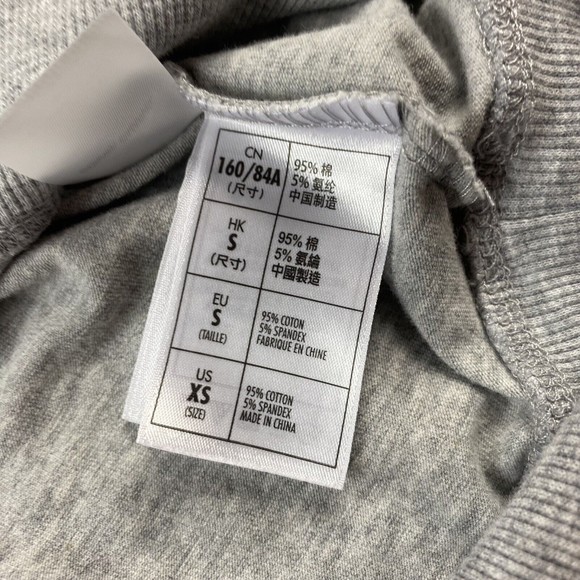 CN
160/84A
(尺寸)
95% 棉
5% 氨纶
中国制造
HK
S
(尺寸)
95% 棉
5% 氨綸
中國製造
EU
S
(TAILLE)
95% COTTON
5% SPANDEX
FABRIQUE EN CHINE
US
XS
(SIZE)
95% COTTON
5% SPANDEX
MADE IN CHINA